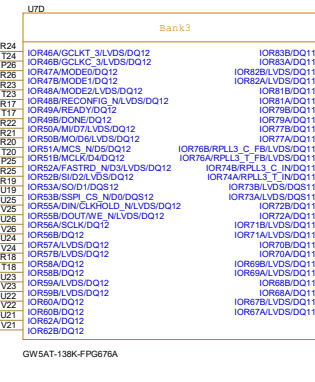 U7D
Bank3
R24 IOR46A/GCLKT_3/LVDS/DQ12 IOR83B/DQ11
T24 IOR46B/GCLKC_3/LVDS/DQ12 IOR83A/DQ11
P26 IOR47A/MODE0/DQ12 IOR82B/LVDS/DQ11
R26 IOR47B/MODE1/DQ12 IOR82A/LVDS/DQ11
R23 IOR48A/MODE2/LVDS/DQ12 IOR81B/DQ11
T23 IOR48B/RECONFIG_N/LVDS/DQ12 IOR81A/DQ11
R17 IOR49A/READY/DQ12 IOR79B/DQ11
T17 IOR49B/DONE/DQ12 IOR79A/DQ11
R22 IOR50A/MI/D7/LVDS/DQ12 IOR77B/DQ11
R21 IOR50B/MO/D6/LVDS/DQ12 IOR77A/DQ11
R20 IOR51A/MCS_N/D5/DQ12 IOR76B/RPLL3_C_FB/LVDS/DQ11
T20 IOR51B/MCLK/D4/DQ12 IOR76A/RPLL3_T_FB/LVDS/DQ11
P25 IOR52A/FASTRD_N/D3/LVDS/DQ12 IOR74B/RPLL3_C_IN/DQ11
R25 IOR52B/SI/D2/LVDS/DQ12 IOR74A/RPLL3_T_IN/DQ11
R19 IOR53A/SO/D1/DQS12 IOR73B/LVDS/DQS11
U19 IOR53B/SSPI_CS_N/D0/DQS12 IOR73A/LVDS/DQS11
U25 IOR55A/DIN/CLKHOLD_N/LVDS/DQ12 IOR72B/DQ11
V25 IOR55B/DOUT/WE_N/LVDS/DQ12 IOR72A/DQ11
U26 IOR56A/SCLK/DQ12 IOR71B/LVDS/DQ11
V26 IOR56B/DQ12 IOR71A/LVDS/DQ11
U24 IOR57A/LVDS/DQ12 IOR70B/DQ11
V24 IOR57B/LVDS/DQ12 IOR70A/DQ11
R18 IOR58A/DQ12 IOR69B/LVDS/DQ11
T18 IOR58B/DQ12 IOR69A/LVDS/DQ11
U23 IOR59A/LVDS/DQ12 IOR68B/DQ11
V23 IOR59B/LVDS/DQ12 IOR68A/DQ11
U22 IOR60A/DQ12 IOR67B/LVDS/DQ11
V22 IOR60B/DQ12 IOR67A/LVDS/DQ11
U21 IOR62A/DQ12
V21 IOR62B/DQ12
GW5AT-138K-FPG676A